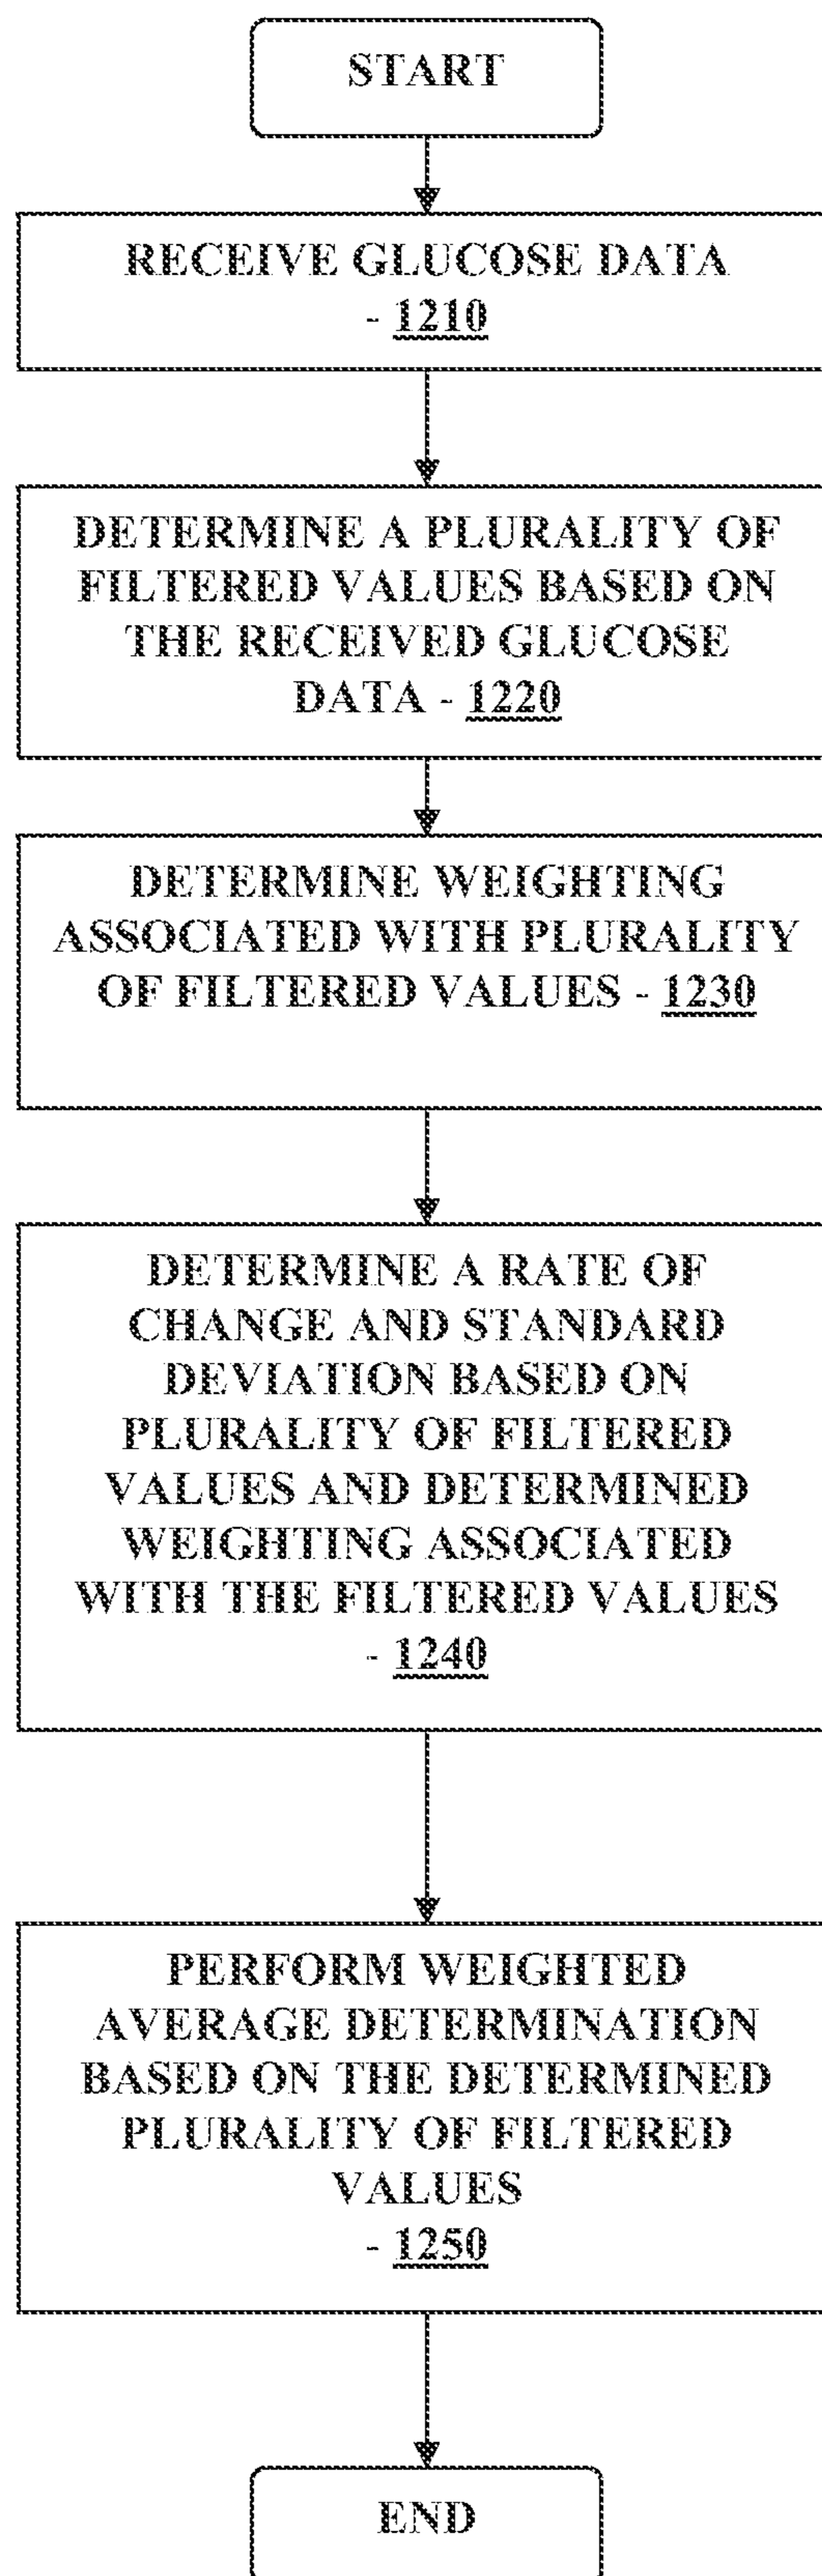 START
RECEIVE GLUCOSE DATA
- 1210
DETERMINE A PLURALITY OF
FILTERED VALUES BASED ON
THE RECEIVED GLUCOSE
DATA - 1220
DETERMINE WEIGHTING
ASSOCIATED WITH PLURALITY
OF FILTERED VALUES - 1230
DETERMINE A RATE OF
CHANGE AND STANDARD
DEVIATION BASED ON
PLURALITY OF FILTERED
VALUES AND DETERMINED
WEIGHTING ASSOCIATED
WITH THE FILTERED VALUES
- 1240
PERFORM WEIGHTED
AVERAGE DETERMINATION
BASED ON THE DETERMINED
PLURALITY OF FILTERED
VALUES
- 1250
END